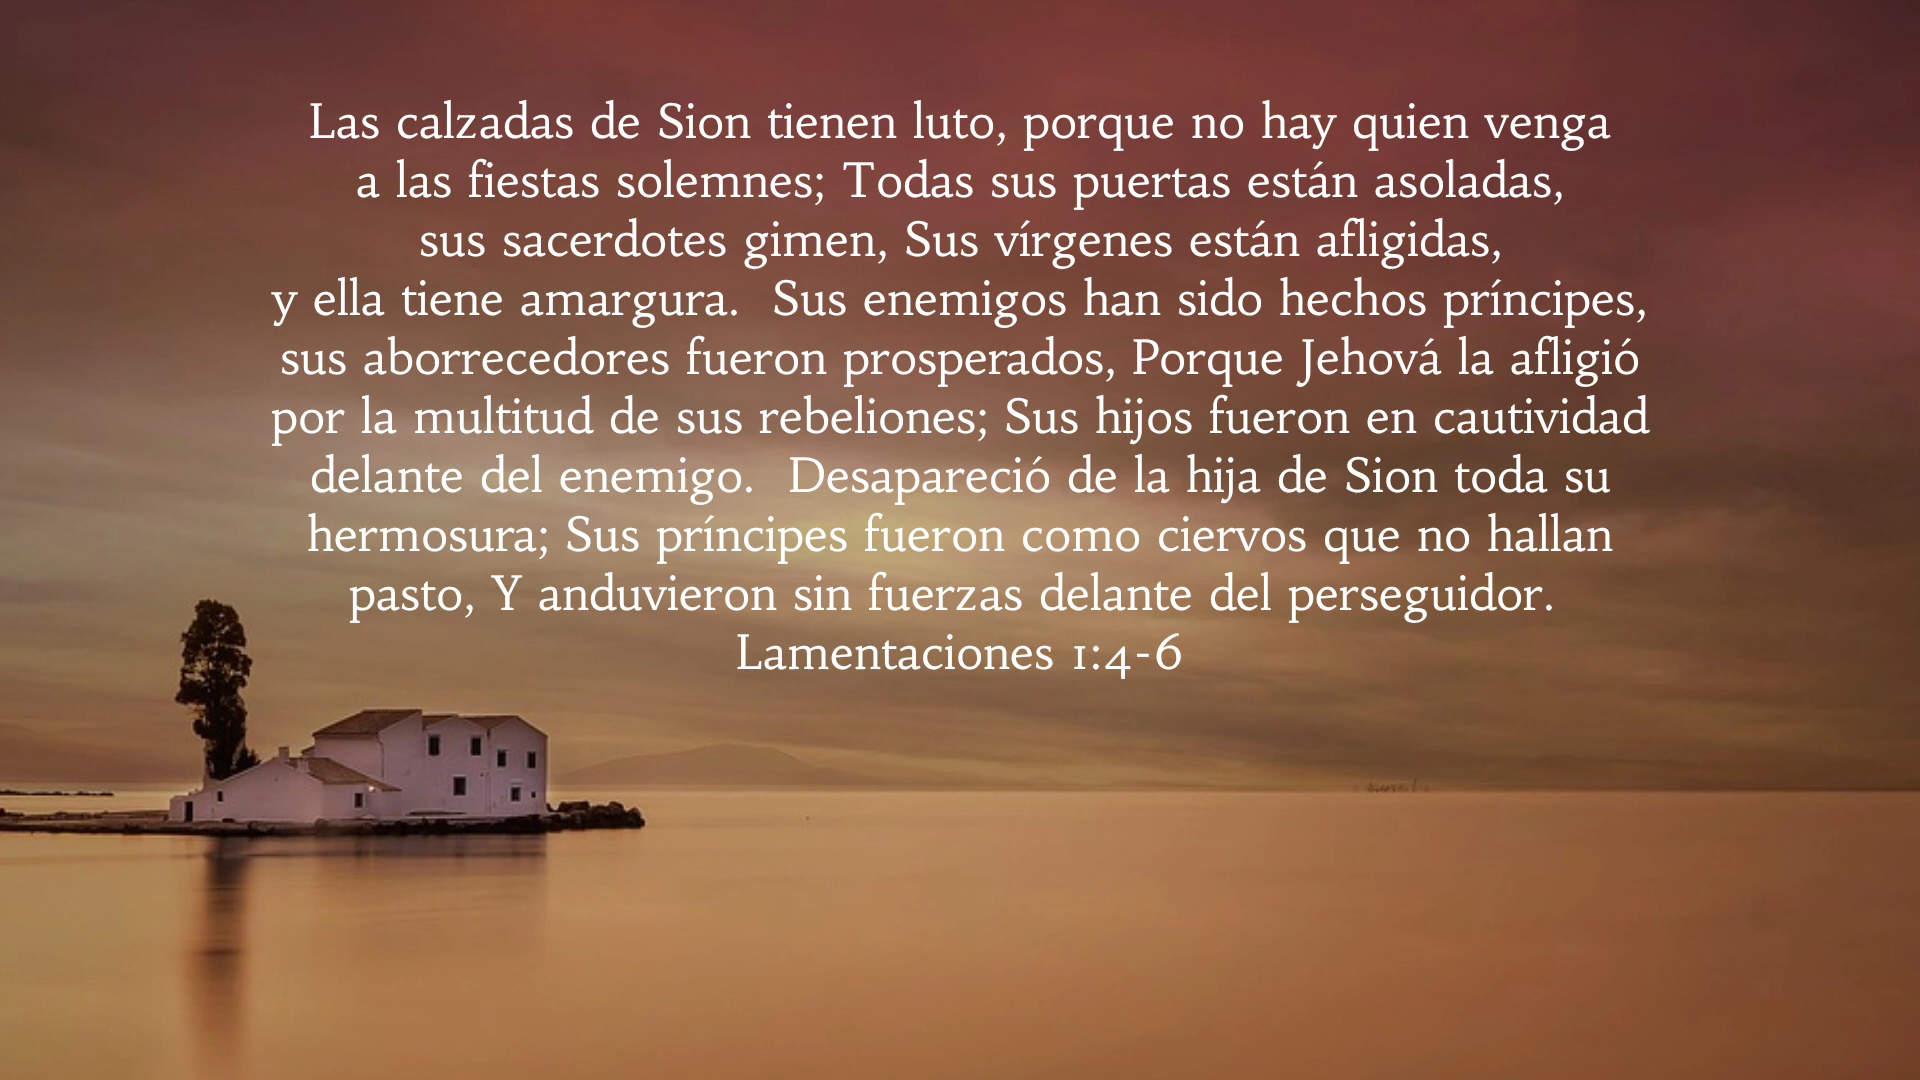 Las calzadas de Sion tienen luto, porque no hay quien venga
a las fiestas solemnes; Todas sus puertas están asoladas,
sus sacerdotes gimen, Sus vírgenes están afligidas,
y ella tiene amargura.  Sus enemigos han sido hechos príncipes,
sus aborrecedores fueron prosperados, Porque Jehová la afligió
por la multitud de sus rebeliones; Sus hijos fueron en cautividad
delante del enemigo.  Desapareció de la hija de Sion toda su
hermosura; Sus príncipes fueron como ciervos que no hallan
pasto, Y anduvieron sin fuerzas delante del perseguidor.
Lamentaciones 1:4-6